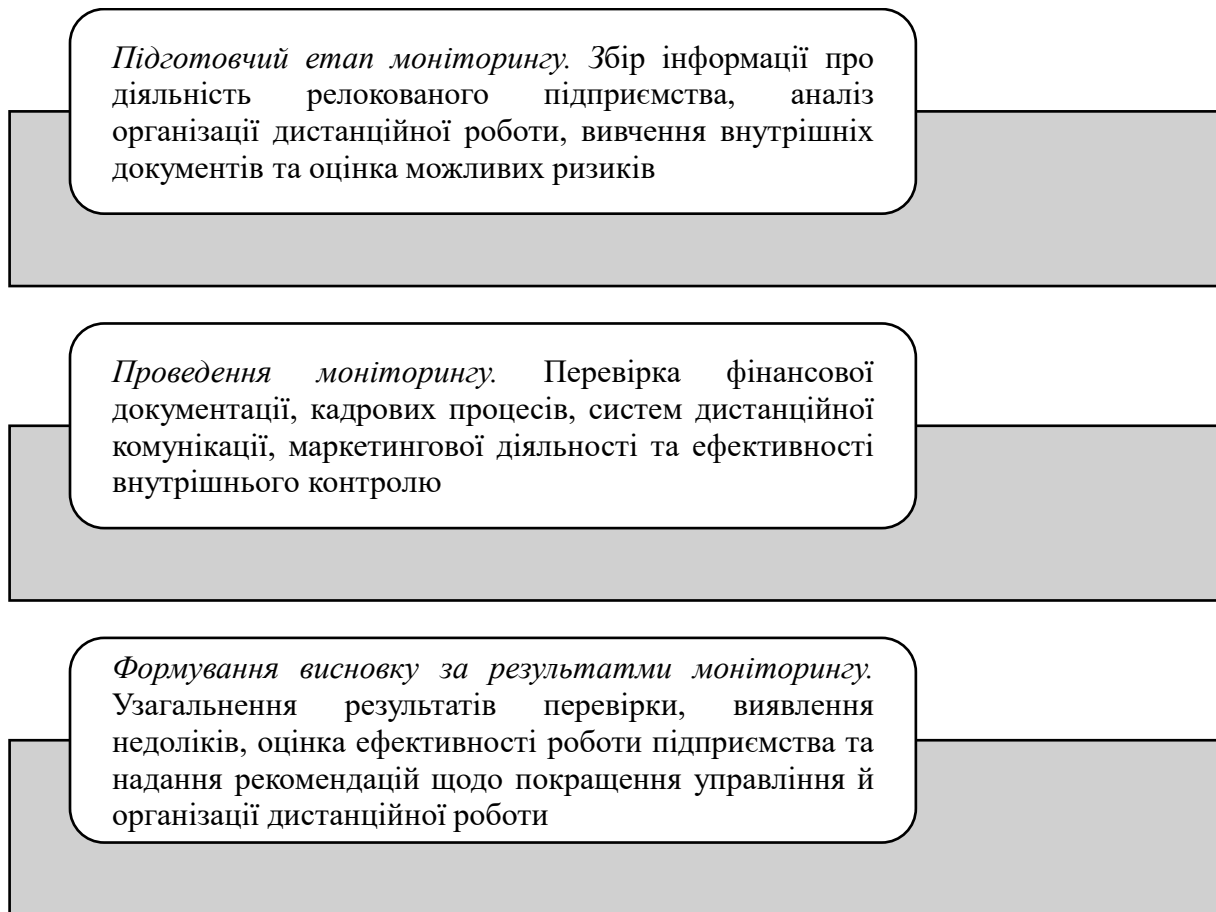 Підготовчий етап моніторингу. Збір інформації про
діяльність релокованого підприємства, аналіз
організації дистанційної роботи, вивчення внутрішніх
документів та оцінка можливих ризиків
Проведення моніторингу. Перевірка фінансової
документації, кадрових процесів, систем дистанційної
комунікації, маркетингової діяльності та ефективності
внутрішнього контролю
Формування висновку за результатми моніторингу.
Узагальнення результатів перевірки, виявлення
недоліків, оцінка ефективності роботи підприємства та
надання рекомендацій щодо покращення управління й
організації дистанційної роботи